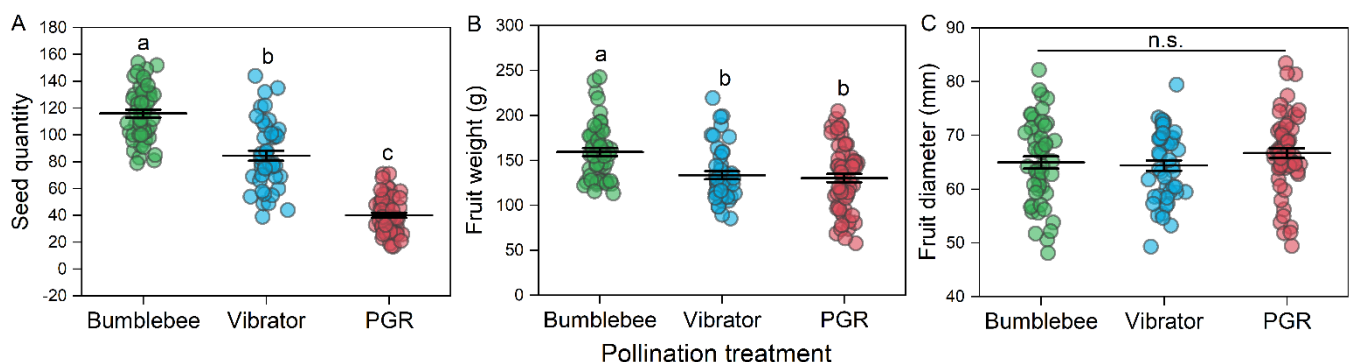 A
Seed quantity
180
160
140
120
100
80
60
40
20
0
-20
a
b
c
Bumblebee Vibrator PGR
B
Fruit weight (g)
300
250
200
150
100
50
0
a
b
b
Bumblebee Vibrator PGR
C
Fruit diameter (mm)
90
80
70
60
50
40
n.s.
Bumblebee Vibrator PGR
Pollination treatment